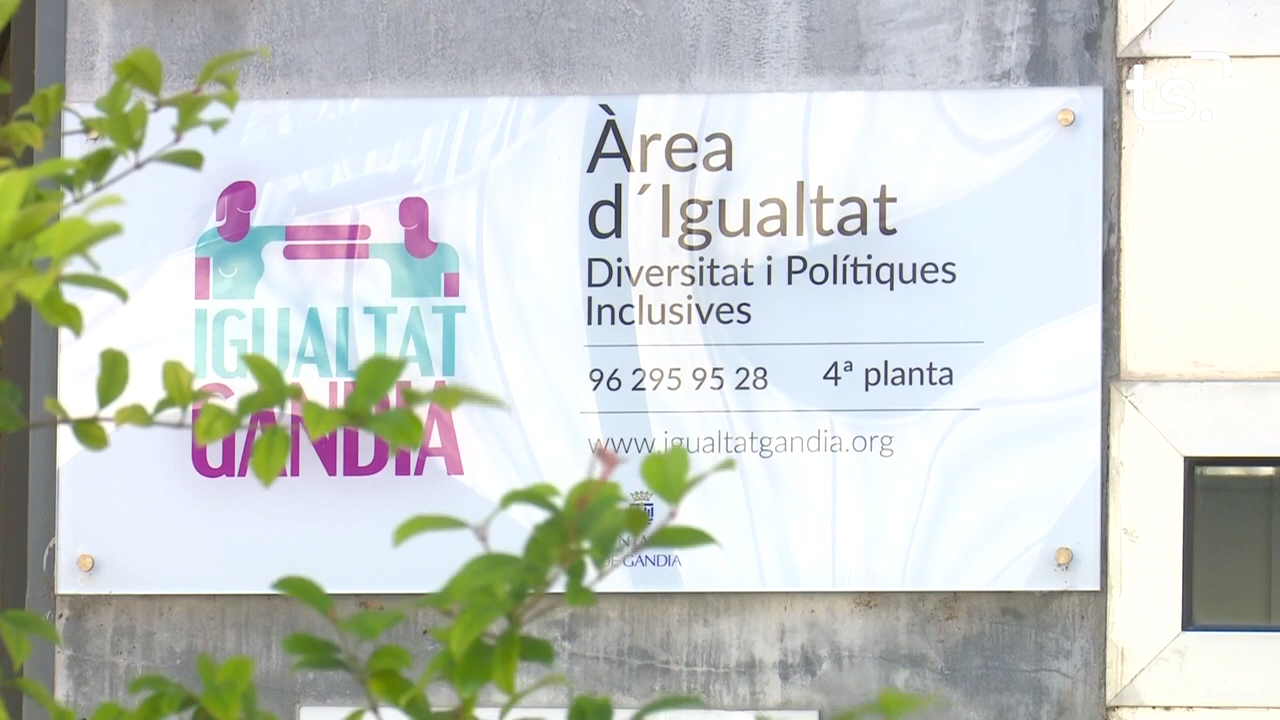 ts.
Àrea
d´Igualtat
Diversitat i Polítiques
Inclusives
96 295 95 28 4ª planta
www.igualtatgandia.org
IGUALTAT
GANDIA
DE GANDIA